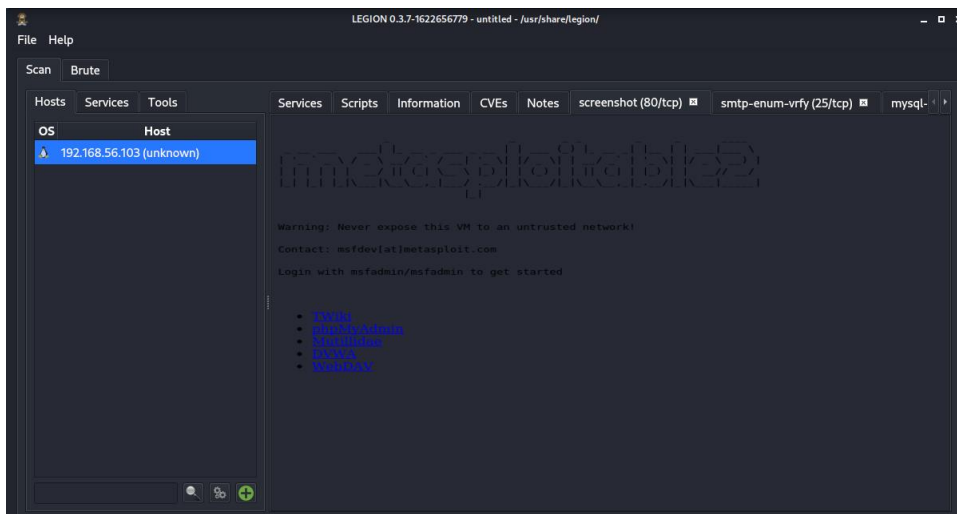 LEGION 0.3.7-1622656779 - untitled - /usr/share/legion/
File Help
Scan Brute
Hosts Services Tools
Services Scripts Information CVEs Notes screenshot (80/tcp) smtp-enum-vrfy (25/tcp) mysql-
OS Host
192.168.56.103 (unknown)
metasploitable2
Warning: Never expose this VM to an untrusted network!
Contact: msfdev[at]metasploit.com
Login with msfadmin/msfadmin to get started
TWiki
phpMyAdmin
Mutillidae
DVWA
WebDAV